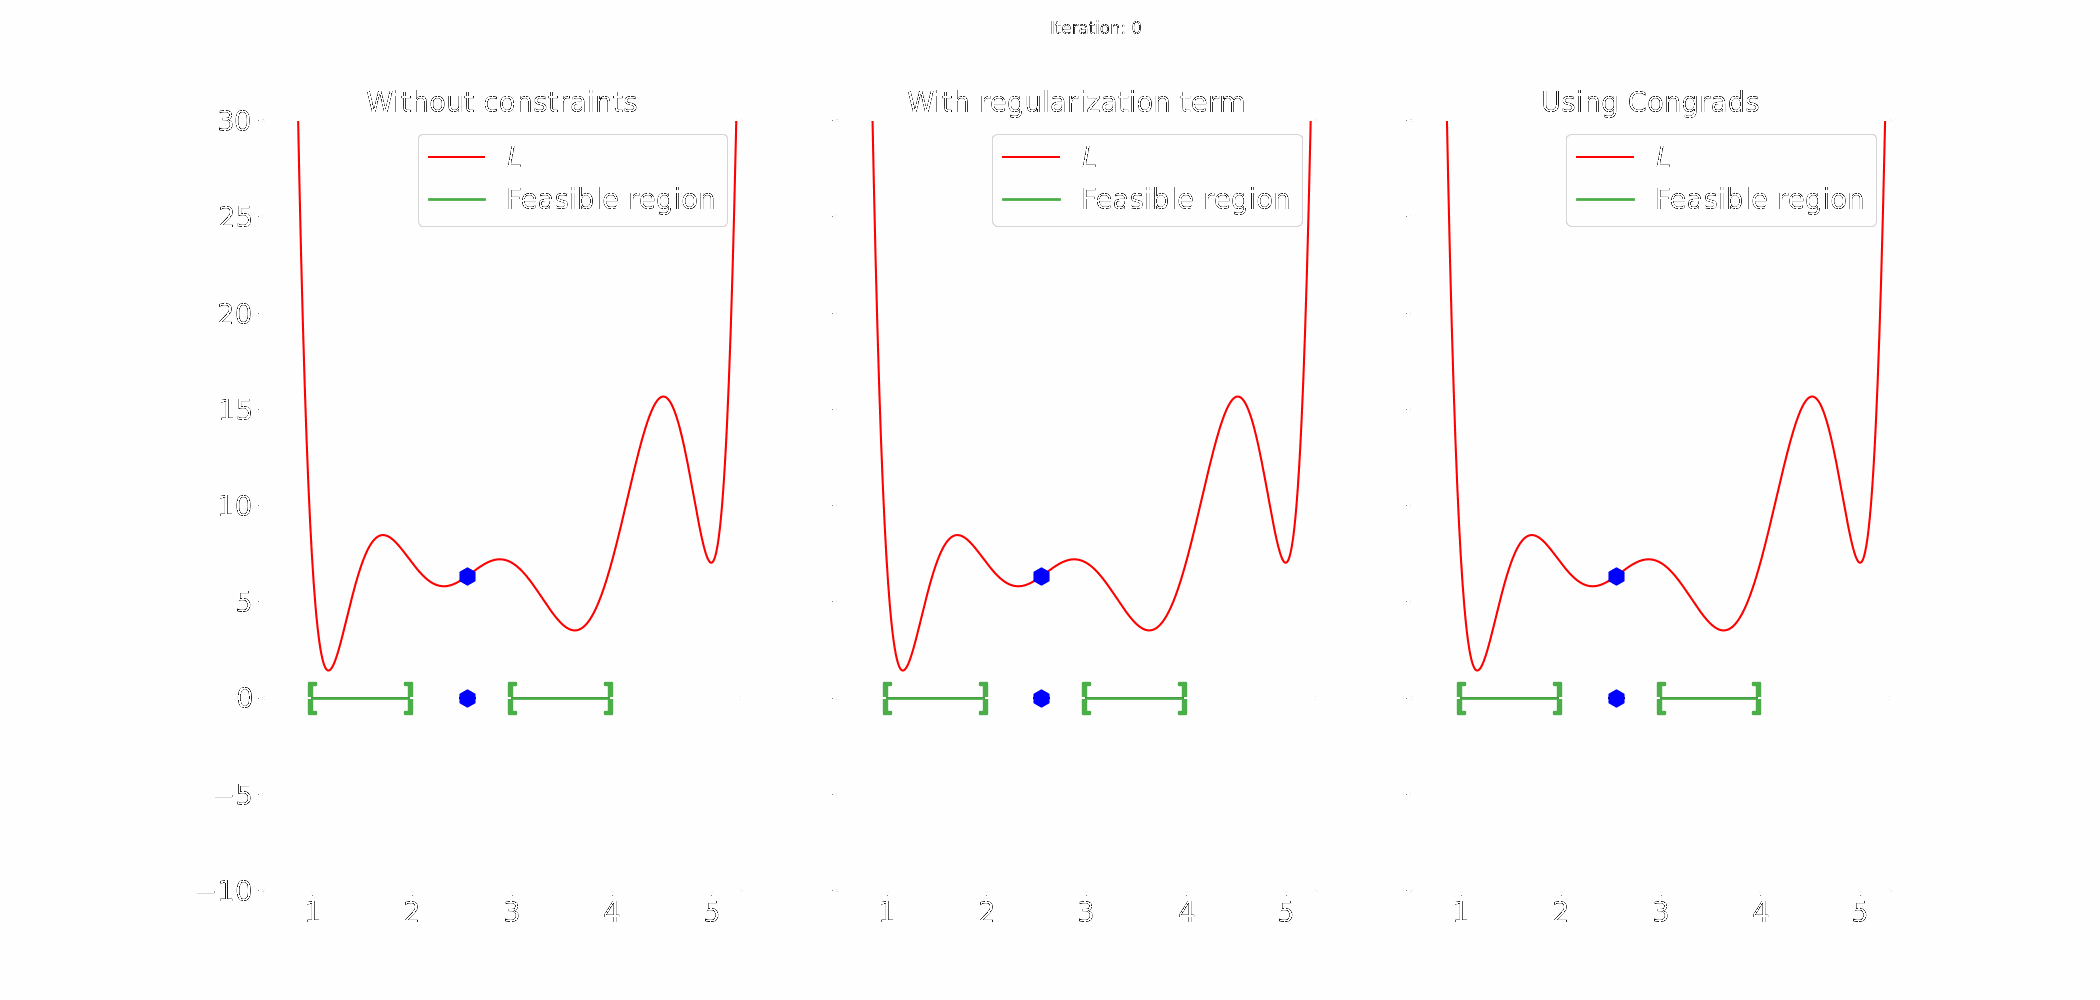 Iteration: 0
Without constraints
With regularization term
Using Congrads
30
25
20
15
10
5
0
−5
−10
L
Feasible region
L
Feasible region
L
Feasible region
1 2 3 4 5
1 2 3 4 5
1 2 3 4 5